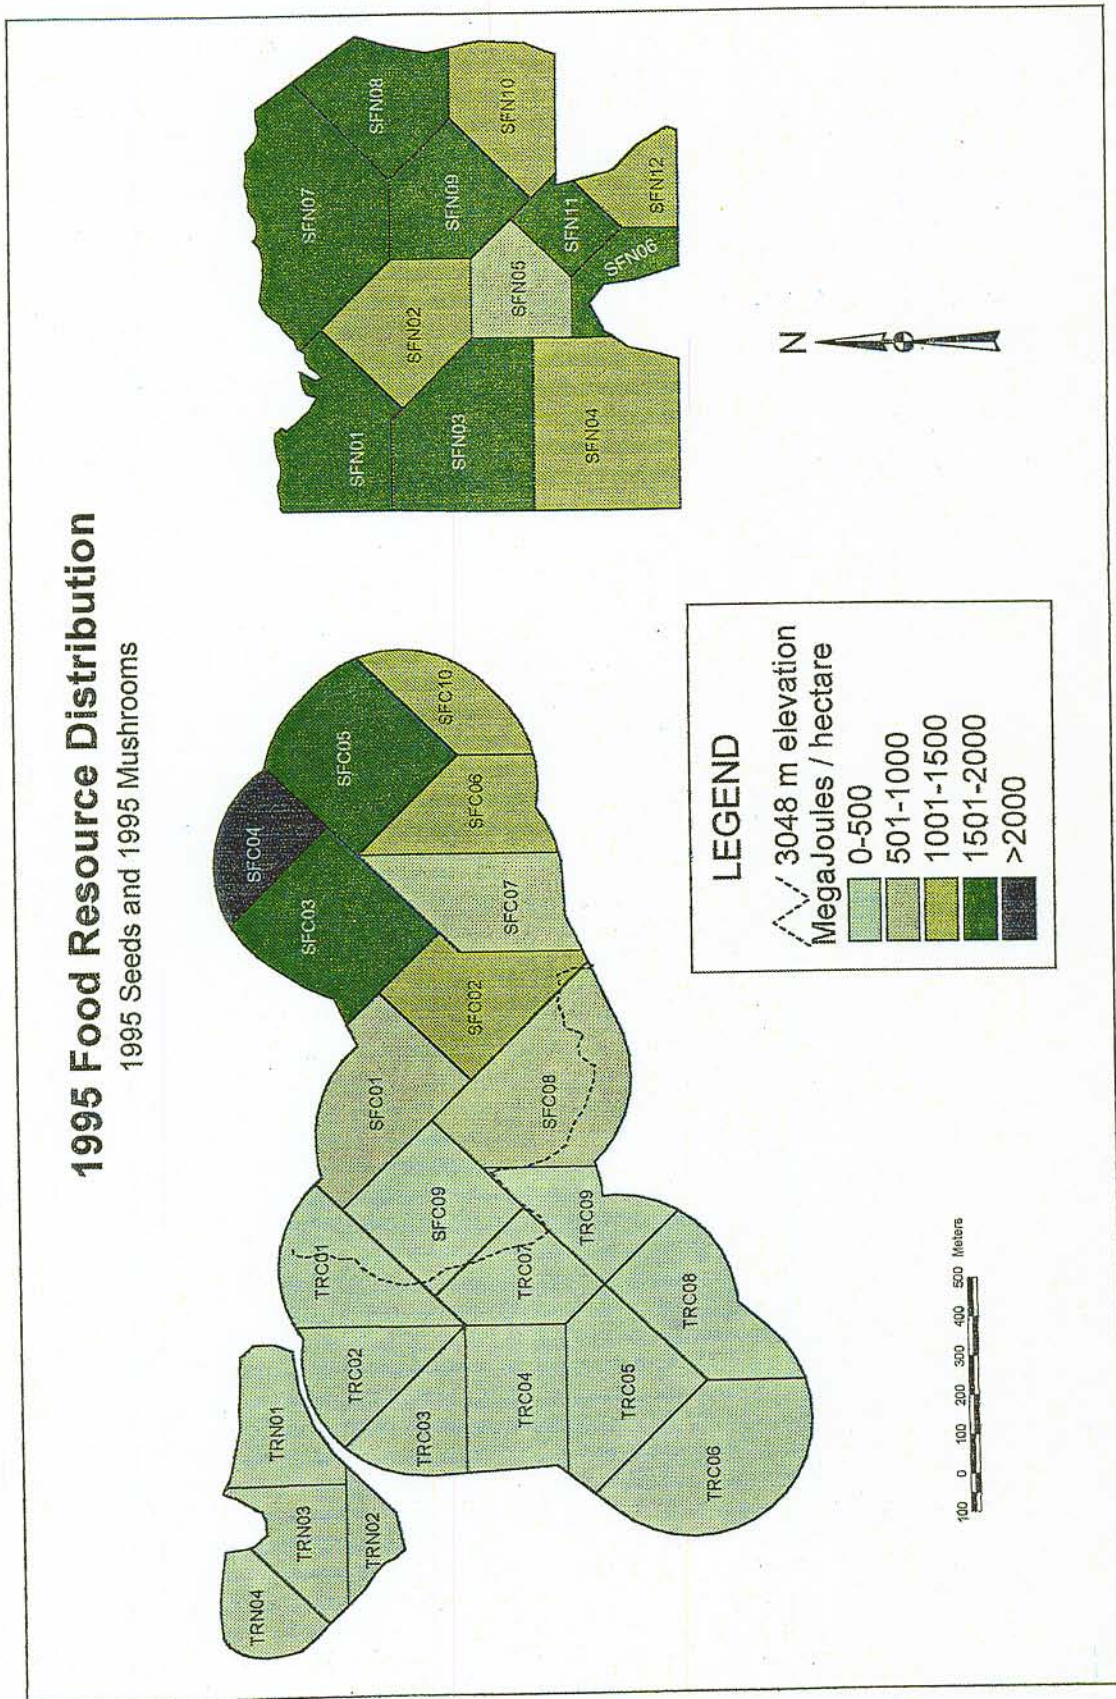 1995 Food Resource Distribution
1995 Seeds and 1995 Mushrooms
TRN04
TRN03
TRN01
TRN02
TRC01
TRC02
TRC03
TRC04
TRC05
TRC06
TRC07
TRC08
TRC09
SFC09
SFC01
SFC08
SFC02
SFC03
SFC04
SFC05
SFC07
SFC06
SFC10
SFN01
SFN02
SFN03
SFN04
SFN05
SFN06
SFN07
SFN08
SFN09
SFN10
SFN11
SFN12
N
LEGEND
3048 m elevation
MegaJoules / hectare
0-500
501-1000
1001-1500
1501-2000
>2000
100 0 100 200 300 400 500 Meters